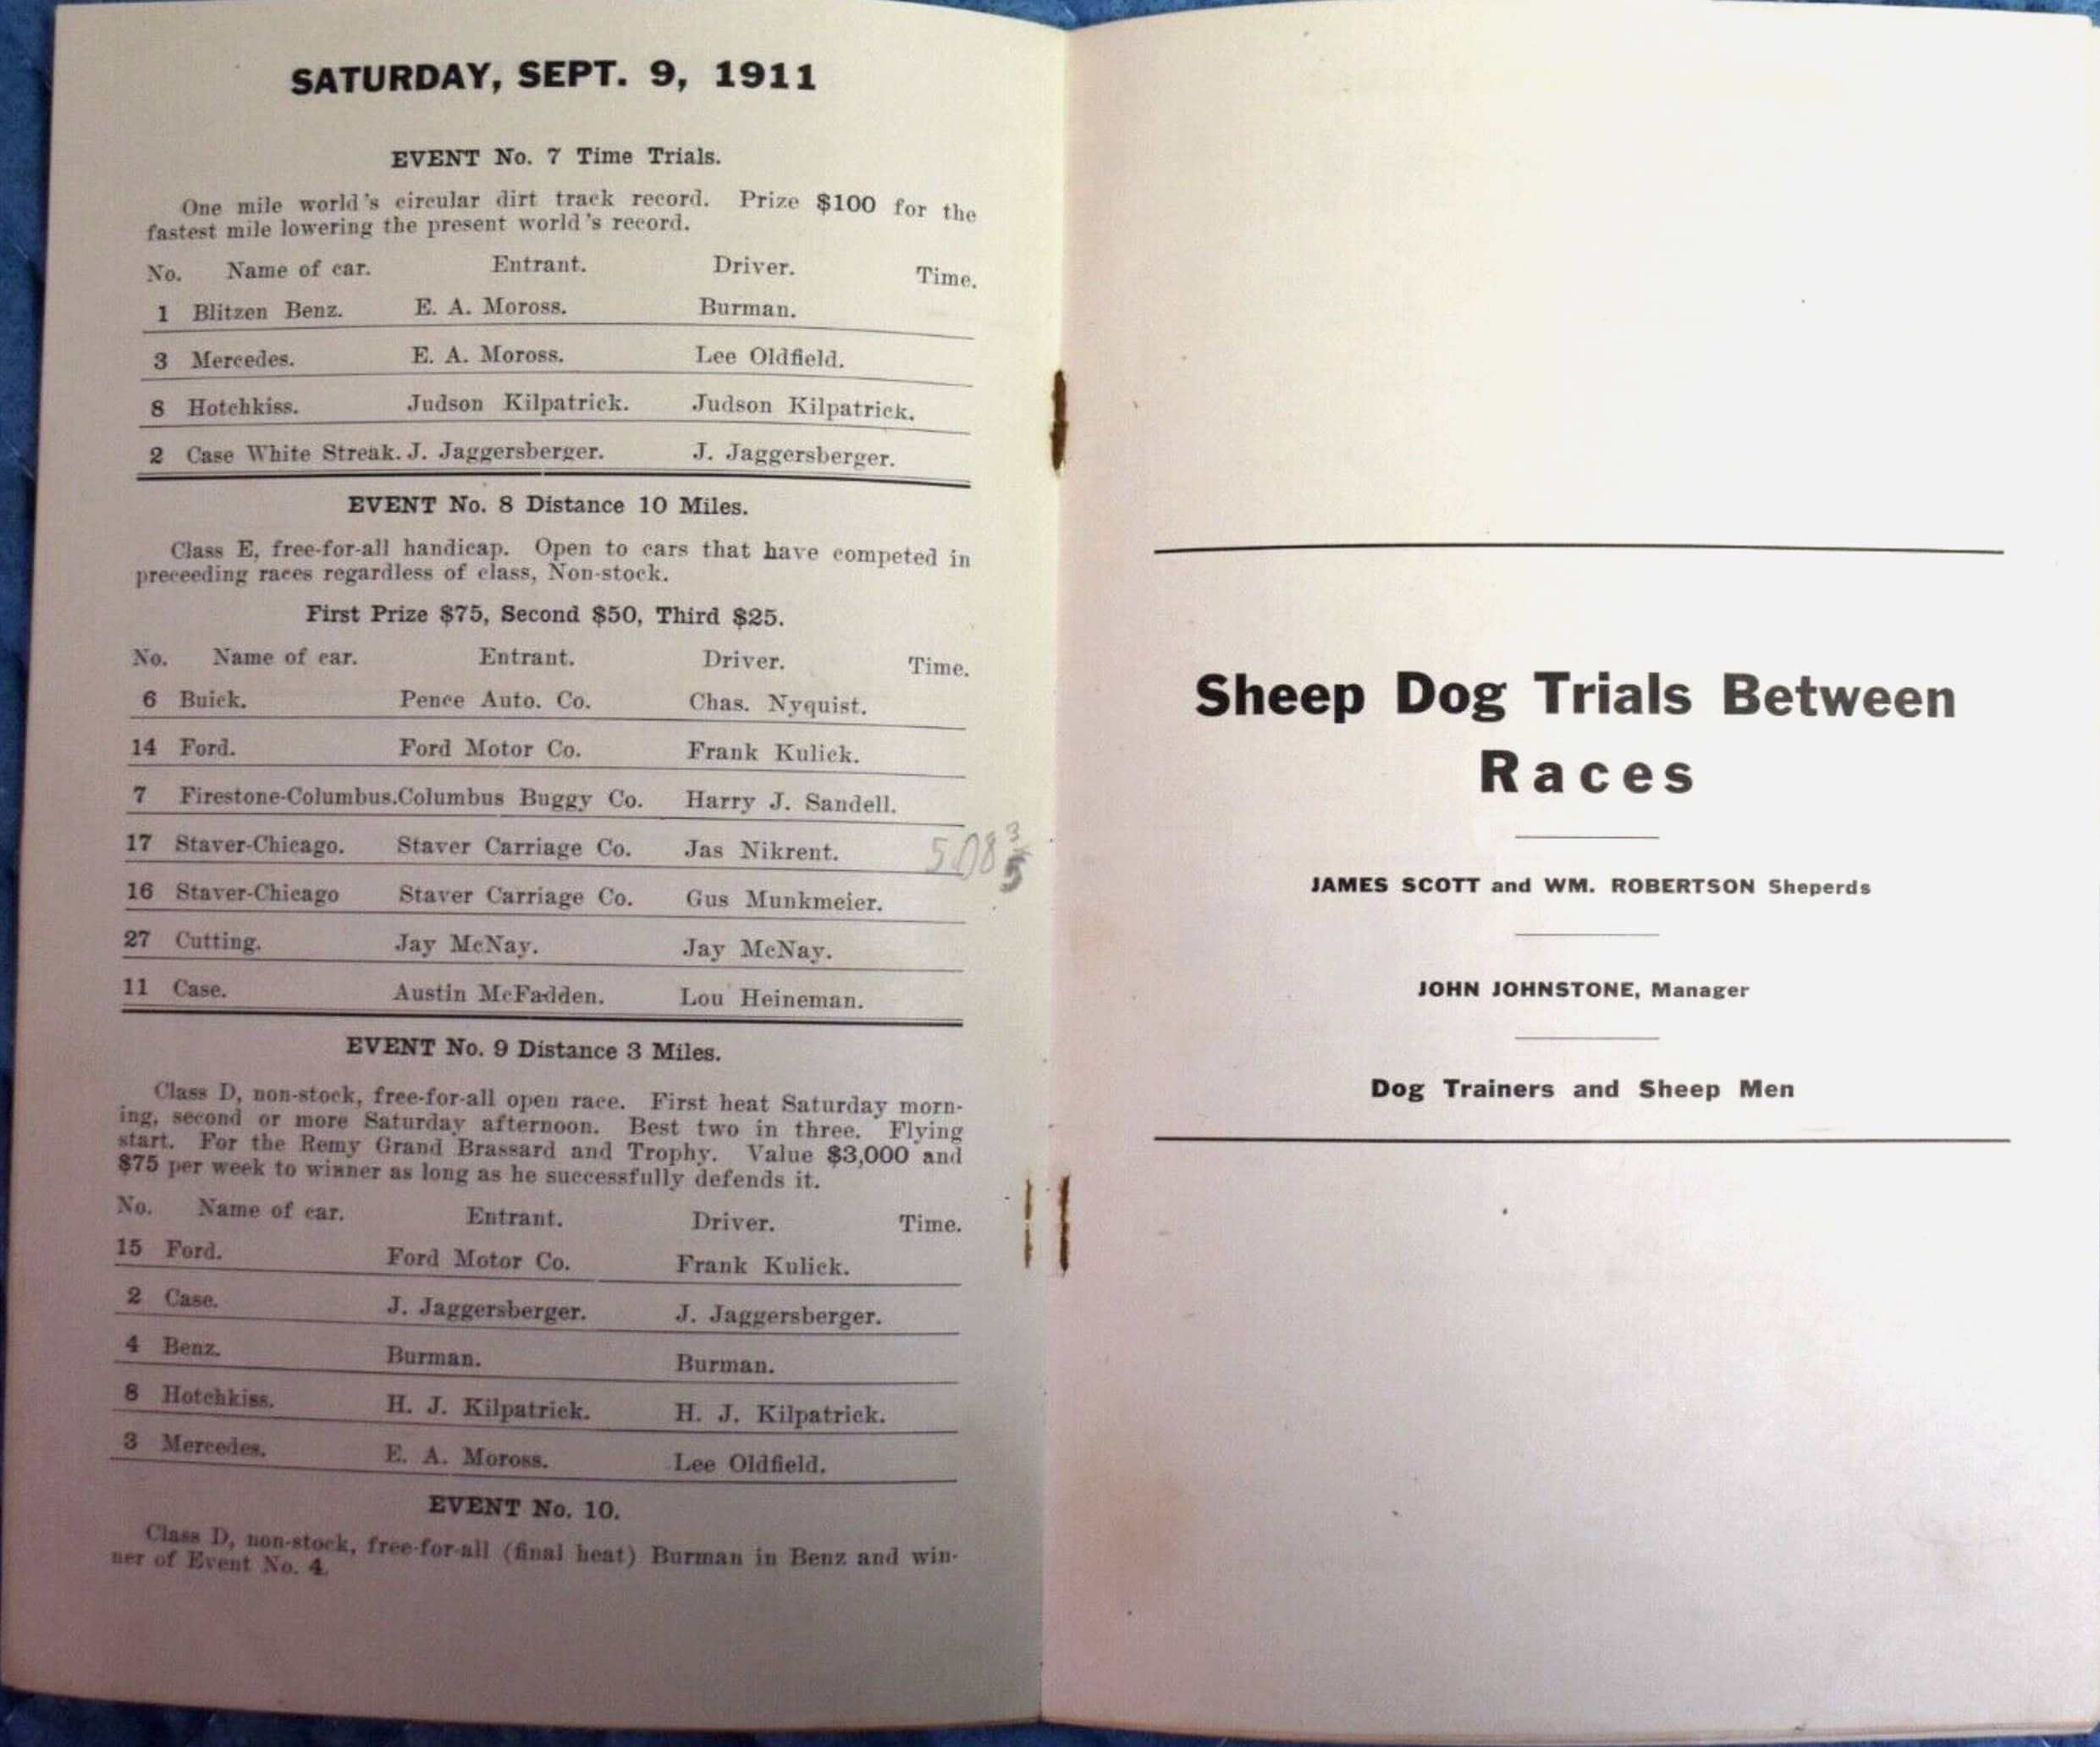 SATURDAY, SEPT. 9, 1911
EVENT No. 7 Time Trials.
One mile world's circular dirt track record. Prize $100 for the
fastest mile lowering the present world's record.
No. Name of car. Entrant. Driver. Time.
1 Blitzen Benz. E. A. Moross. Burman.
3 Mercedes. E. A. Moross. Lee Oldfield.
8 Hotchkiss. Judson Kilpatrick. Judson Kilpatrick.
2 Case White Streak. J. Jaggersberger. J. Jaggersberger.
EVENT No. 8 Distance 10 Miles.
Class E, free-for-all handicap. Open to cars that have competed in
preceeding races regardless of class, Non-stock.
First Prize $75, Second $50, Third $25.
No. Name of car. Entrant. Driver. Time.
6 Buick. Pence Auto. Co. Chas. Nyquist.
14 Ford. Ford Motor Co. Frank Kulick.
7 Firestone-Columbus. Columbus Buggy Co. Harry J. Sandell.
17 Staver-Chicago. Staver Carriage Co. Jas Nikrent. 5.08 3/5
16 Staver-Chicago Staver Carriage Co. Gus Munkmeier.
27 Cutting. Jay McNay. Jay McNay.
11 Case. Austin McFadden. Lou Heineman.
EVENT No. 9 Distance 3 Miles.
Class D, non-stock, free-for-all open race. First heat Saturday morn-
ing, second or more Saturday afternoon. Best two in three. Flying
start. For the Remy Grand Brassard and Trophy. Value $3,000 and
$75 per week to winner as long as he successfully defends it.
No. Name of car. Entrant. Driver. Time.
15 Ford. Ford Motor Co. Frank Kulick.
2 Case. J. Jaggersberger. J. Jaggersberger.
4 Benz. Burman. Burman.
8 Hotchkiss. H. J. Kilpatrick. H. J. Kilpatrick.
3 Mercedes. E. A. Moross. Lee Oldfield.
EVENT No. 10.
Class D, non-stock, free-for-all (final heat) Burman in Benz and win-
ner of Event No. 4.
Sheep Dog Trials Between
Races
JAMES SCOTT and WM. ROBERTSON Sheperds
JOHN JOHNSTONE, Manager
Dog Trainers and Sheep Men